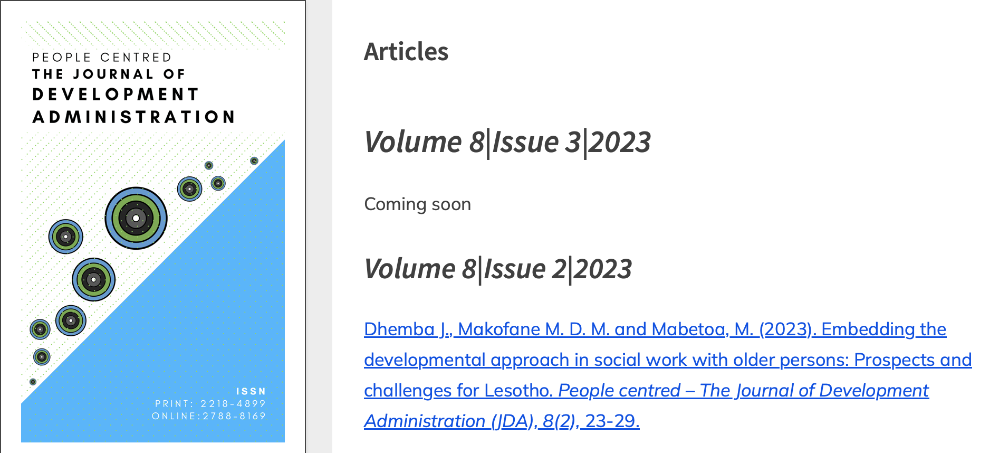 PEOPLE CENTRED
THE JOURNAL OF
DEVELOPMENT
ADMINISTRATION
ISSN
PRINT: 2218-4899
ONLINE:2788-8169
Articles
Volume 8|Issue 3|2023
Coming soon
Volume 8|Issue 2|2023
Dhemba J., Makofane M. D. M. and Mabetoa, M. (2023). Embedding the
developmental approach in social work with older persons: Prospects and
challenges for Lesotho. People centred – The Journal of Development
Administration (JDA), 8(2), 23-29.